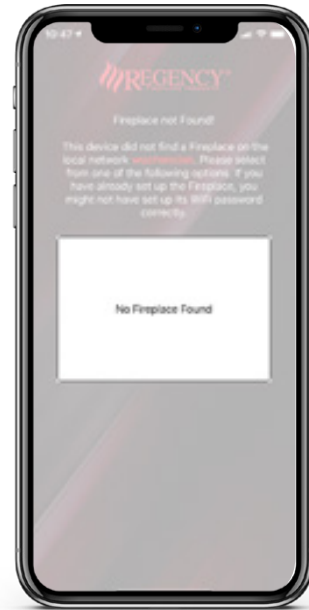 10:47
REGENCY®
Fireplace not Found!
This device did not find a Fireplace on the
local network Please select
from one of the following options. If you
have already set up the Fireplace, you
might not have set up its WiFi password
correctly.
No Fireplace Found